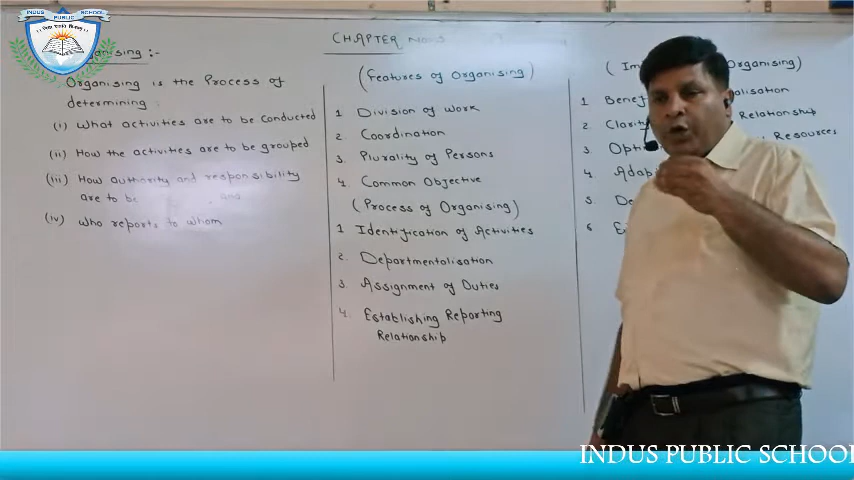 INDUS PUBLIC SCHOOL
CHAPTER
Organising :-
Organising is the Process of
determining :
(i) What activities are to be conducted
(ii) How the activities are to be grouped
(iii) How authority and responsibility
are to be and
(iv) Who reports to whom
(Features of Organising)
1 Division of Work
2 Coordination
3. Plurality of Persons
4. Common Objective
(Process of Organising)
1 Identification of Activities
2. Departmentalisation
3. Assignment of Duties
4. Establishing Reporting
Relationship
Organising)
1
2. Relationship
3. Resources
4
5.
6
INDUS PUBLIC SCHOOL